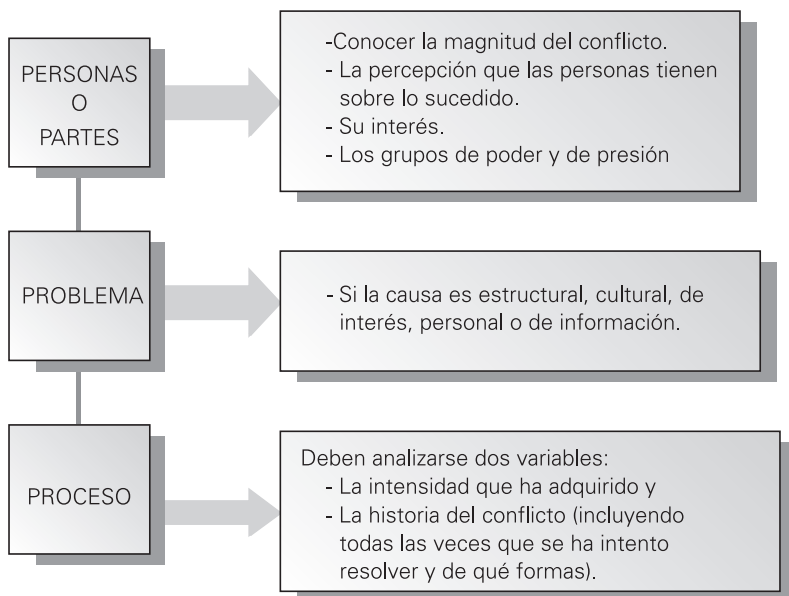 PERSONAS
O
PARTES
-Conocer la magnitud del conflicto.
- La percepción que las personas tienen
sobre lo sucedido.
- Su interés.
- Los grupos de poder y de presión
PROBLEMA
- Si la causa es estructural, cultural, de
interés, personal o de información.
PROCESO
Deben analizarse dos variables:
- La intensidad que ha adquirido y
- La historia del conflicto (incluyendo
todas las veces que se ha intento
resolver y de qué formas).